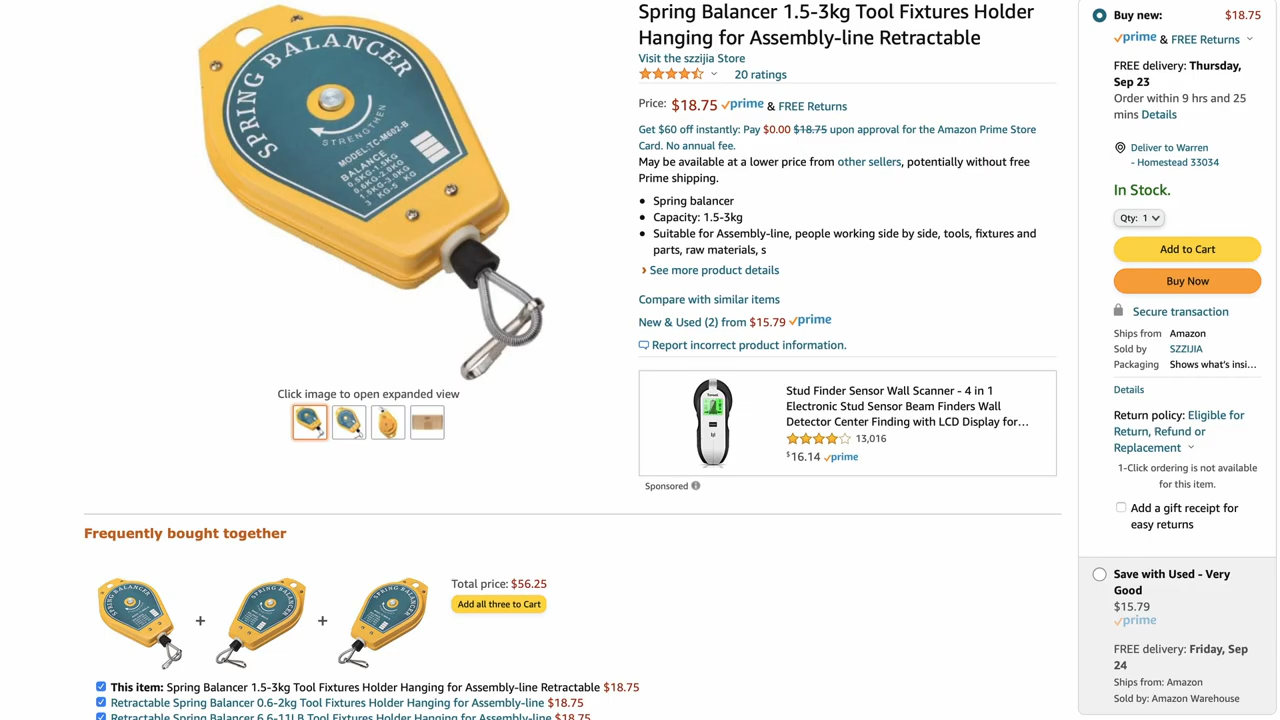 SPRING BALANCER
STRENGTHEN
MODEL:TC-M602-B
BALANCE
0.5KG-1.5KG
0.6KG-2.0KG
1.5KG-3.0KG
3 KG-5 KG
Click image to open expanded view
Spring Balancer 1.5-3kg Tool Fixtures Holder
Hanging for Assembly-line Retractable
Visit the szzijia Store
20 ratings
Price: $18.75 prime & FREE Returns
Get $60 off instantly: Pay $0.00 $18.75 upon approval for the Amazon Prime Store
Card. No annual fee.
May be available at a lower price from other sellers, potentially without free
Prime shipping.
• Spring balancer
• Capacity: 1.5-3kg
• Suitable for Assembly-line, people working side by side, tools, fixtures and
parts, raw materials, s
› See more product details
Compare with similar items
New & Used (2) from $15.79 prime
Report incorrect product information.
Stud Finder Sensor Wall Scanner - 4 in 1
Electronic Stud Sensor Beam Finders Wall
Detector Center Finding with LCD Display for…
13,016
$16.14 prime
Sponsored
Buy new: $18.75
prime & FREE Returns
FREE delivery: Thursday,
Sep 23
Order within 9 hrs and 25
mins Details
Deliver to Warren
- Homestead 33034
In Stock.
Qty: 1
Add to Cart
Buy Now
Secure transaction
Ships from Amazon
Sold by SZZIJIA
Packaging Shows what's insi…
Details
Return policy: Eligible for
Return, Refund or
Replacement
1-Click ordering is not available
for this item.
Add a gift receipt for
easy returns
Save with Used - Very
Good
$15.79
prime
FREE delivery: Friday, Sep
24
Ships from: Amazon
Sold by: Amazon Warehouse
Frequently bought together
SPRING BALANCER
+
SPRING BALANCER
+
SPRING BALANCER
Total price: $56.25
Add all three to Cart
This item: Spring Balancer 1.5-3kg Tool Fixtures Holder Hanging for Assembly-line Retractable $18.75
Retractable Spring Balancer 0.6-2kg Tool Fixtures Holder Hanging for Assembly-line $18.75
Retractable Spring Balancer 6.6-11LB Tool Fixtures Holder Hanging for Assembly-line $18.75